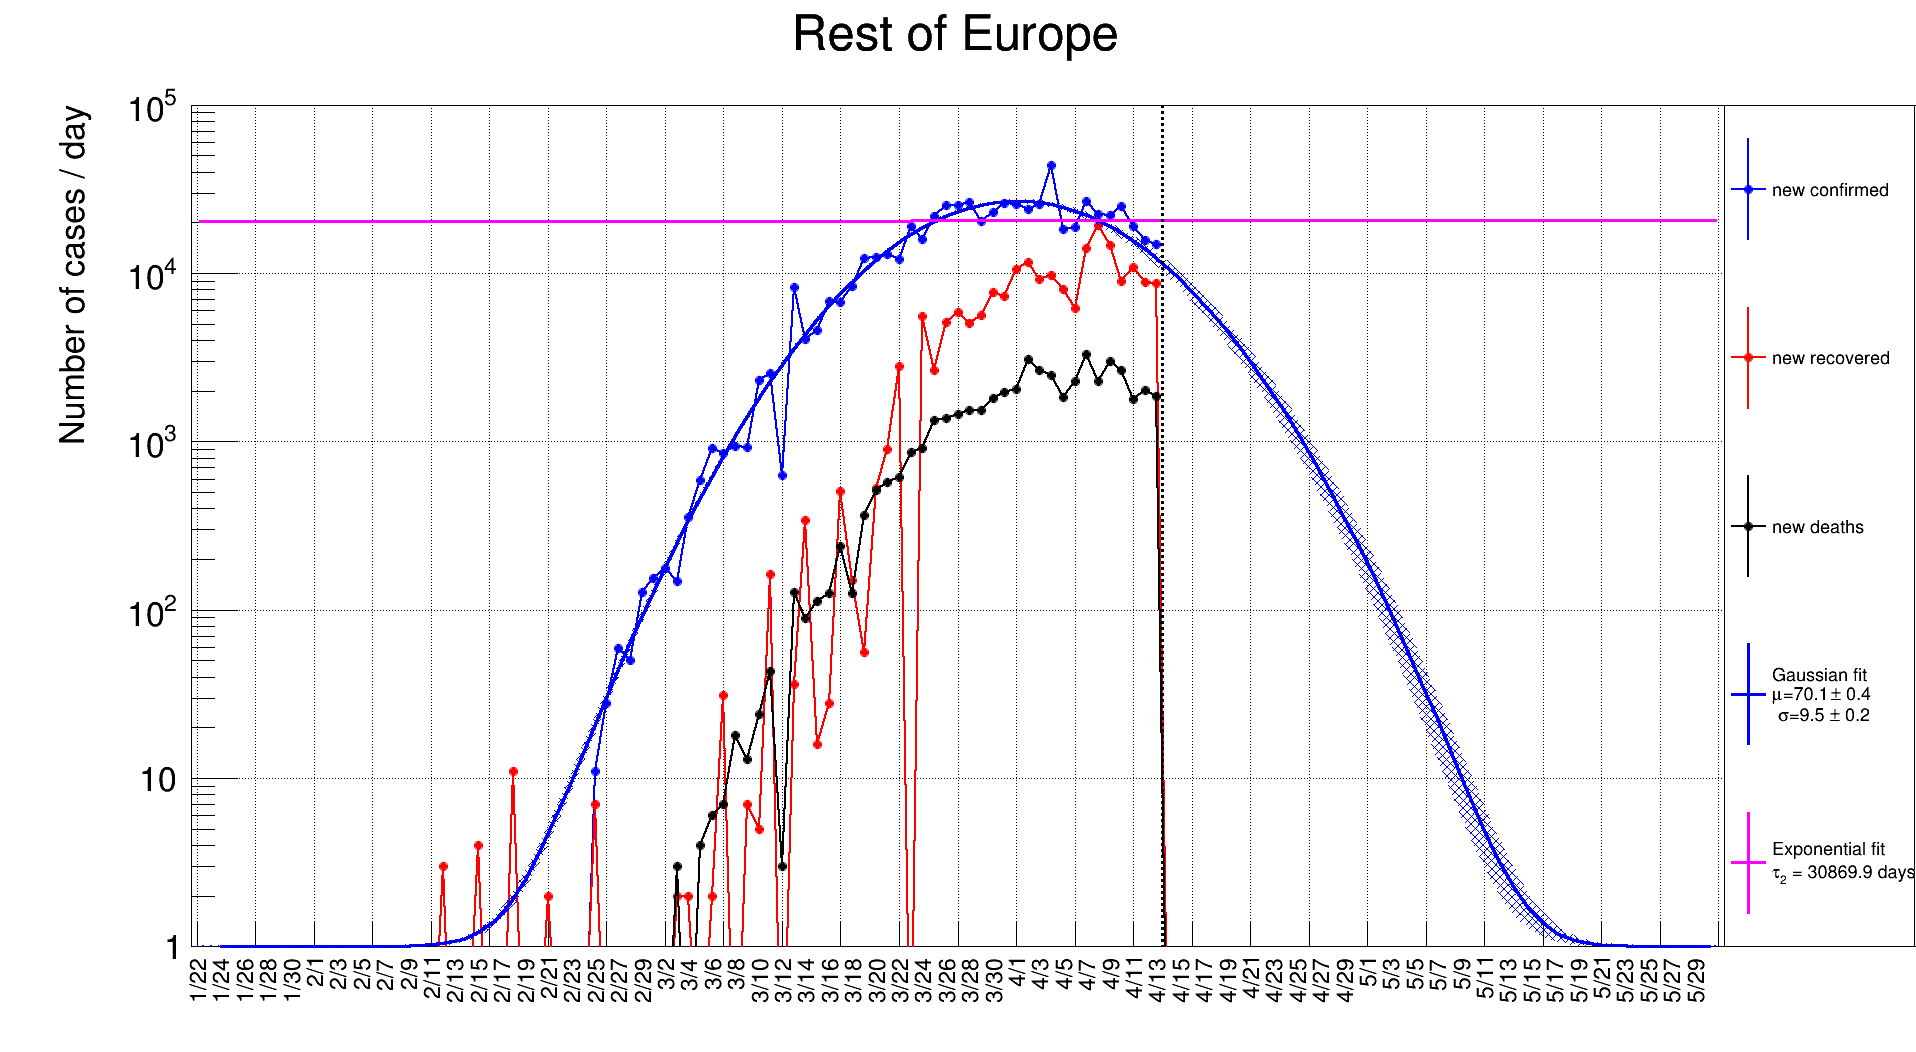 Rest of Europe
Number of cases / day
10^5
10^4
10^3
10^2
10
1
1/22 1/24 1/26 1/28 1/30 2/1 2/3 2/5 2/7 2/9 2/11 2/13 2/15 2/17 2/19 2/21 2/23 2/25 2/27 2/29 3/2 3/4 3/6 3/8 3/10 3/12 3/14 3/16 3/18 3/20 3/22 3/24 3/26 3/28 3/30 4/1 4/3 4/5 4/7 4/9 4/11 4/13 4/15 4/17 4/19 4/21 4/23 4/25 4/27 4/29 5/1 5/3 5/5 5/7 5/9 5/11 5/13 5/15 5/17 5/19 5/21 5/23 5/25 5/27 5/29
new confirmed
new recovered
new deaths
Gaussian fit
μ=70.1 ± 0.4
σ=9.5 ± 0.2
Exponential fit
τ₂ = 30869.9 days